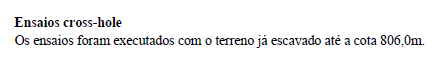 Ensaios cross-hole
Os ensaios foram executados com o terreno já escavado até a cota 806,0m.